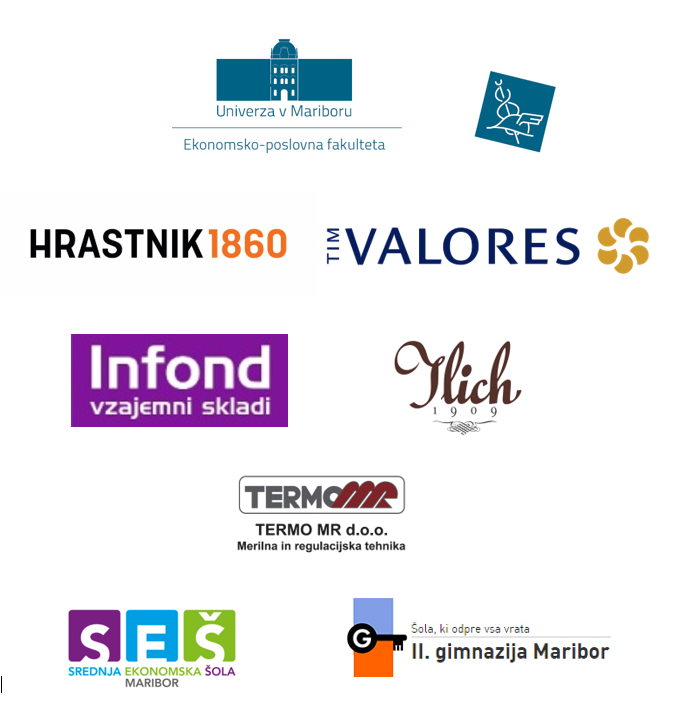 Univerza v Mariboru
Ekonomsko-poslovna fakulteta
HRASTNIK1860
TIM VALORES
Infond
vzajemni skladi
Ilich
1909
TERMO MR
TERMO MR d.o.o.
Merilna in regulacijska tehnika
SEŠ
SREDNJA EKONOMSKA ŠOLA
MARIBOR
G
Šola, ki odpre vsa vrata
II. gimnazija Maribor